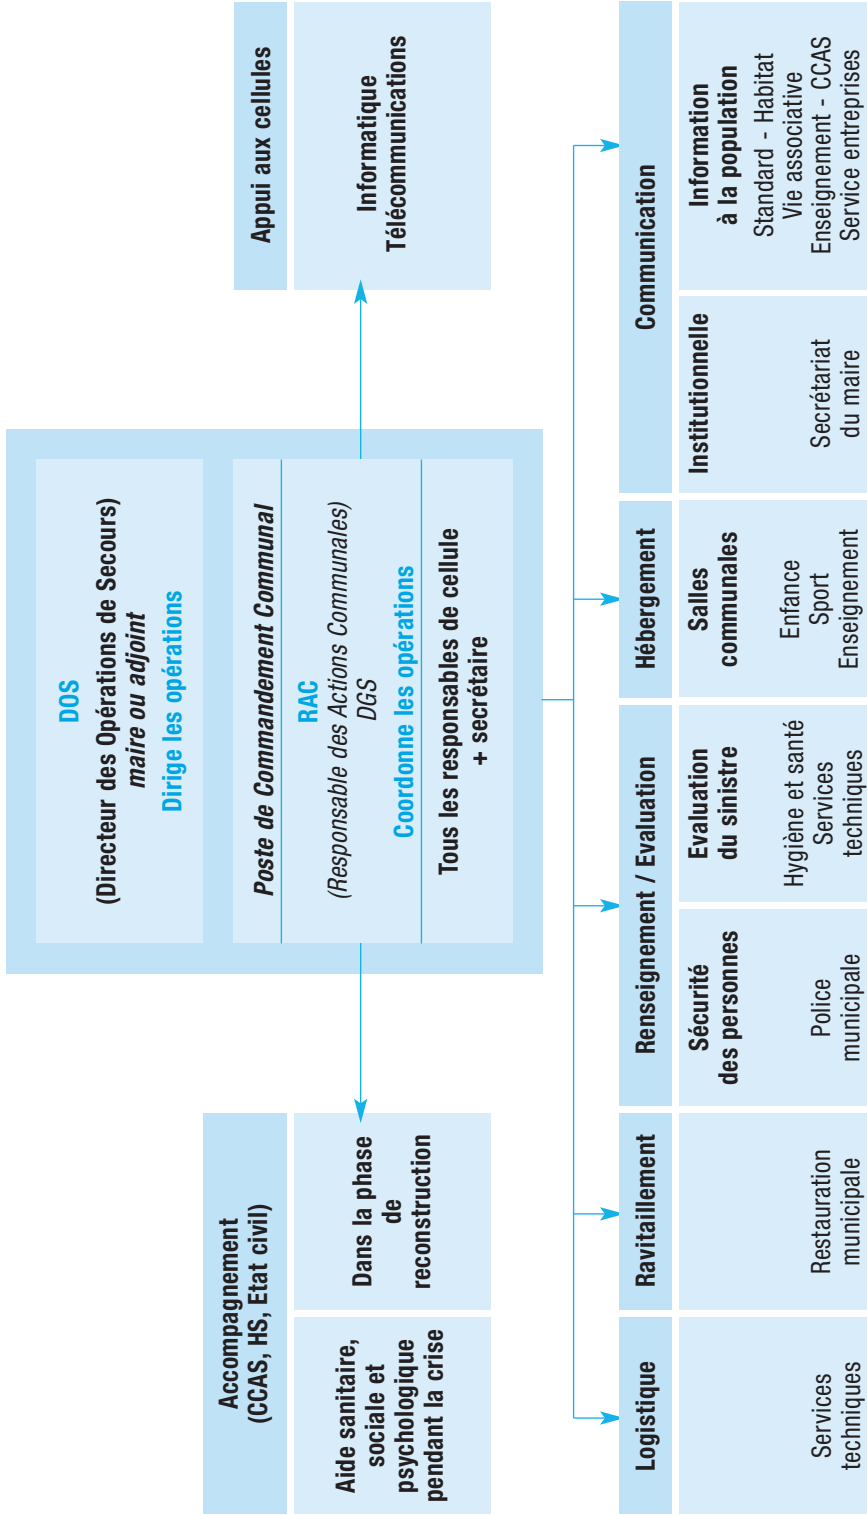 DOS
(Directeur des Opérations de Secours)
maire ou adjoint
Dirige les opérations
Poste de Commandement Communal
RAC
(Responsable des Actions Communales)
DGS
Coordonne les opérations
Tous les responsables de cellule
+ secrétaire
Accompagnement
(CCAS, HS, Etat civil)
Aide sanitaire,
sociale et
psychologique
pendant la crise
Dans la phase
de
reconstruction
Appui aux cellules
Informatique
Télécommunications
Logistique
Services
techniques
Ravitaillement
Restauration
municipale
Renseignement / Evaluation
Sécurité
des personnes
Police
municipale
Evaluation
du sinistre
Hygiène et santé
Services
techniques
Hébergement
Salles
communales
Enfance
Sport
Enseignement
Communication
Institutionnelle
Secrétariat
du maire
Information
à la population
Standard - Habitat
Vie associative
Enseignement - CCAS
Service entreprises